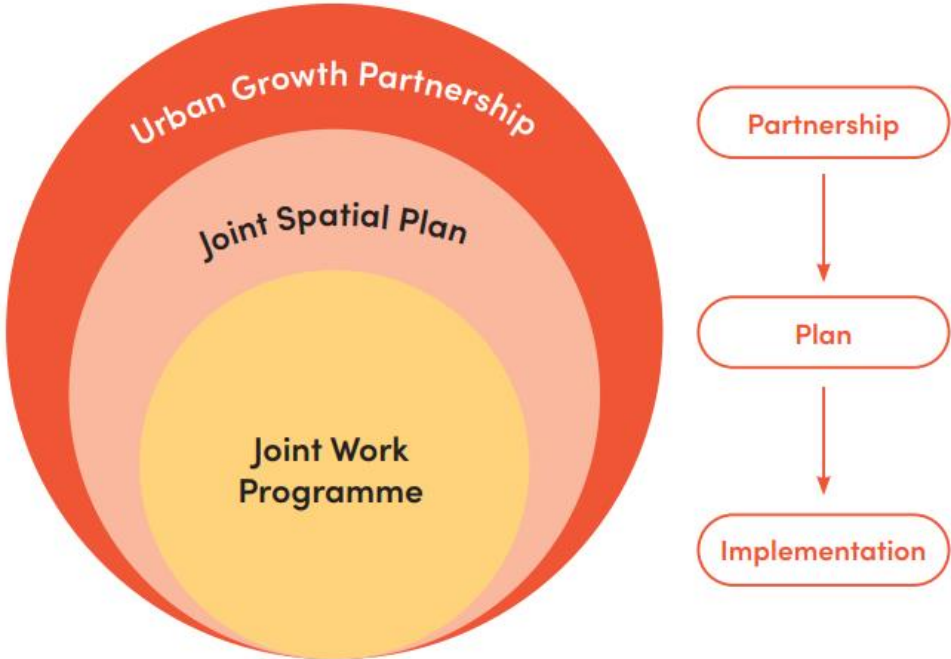 Urban Growth Partnership
Joint Spatial Plan
Joint Work
Programme
Partnership
Plan
Implementation